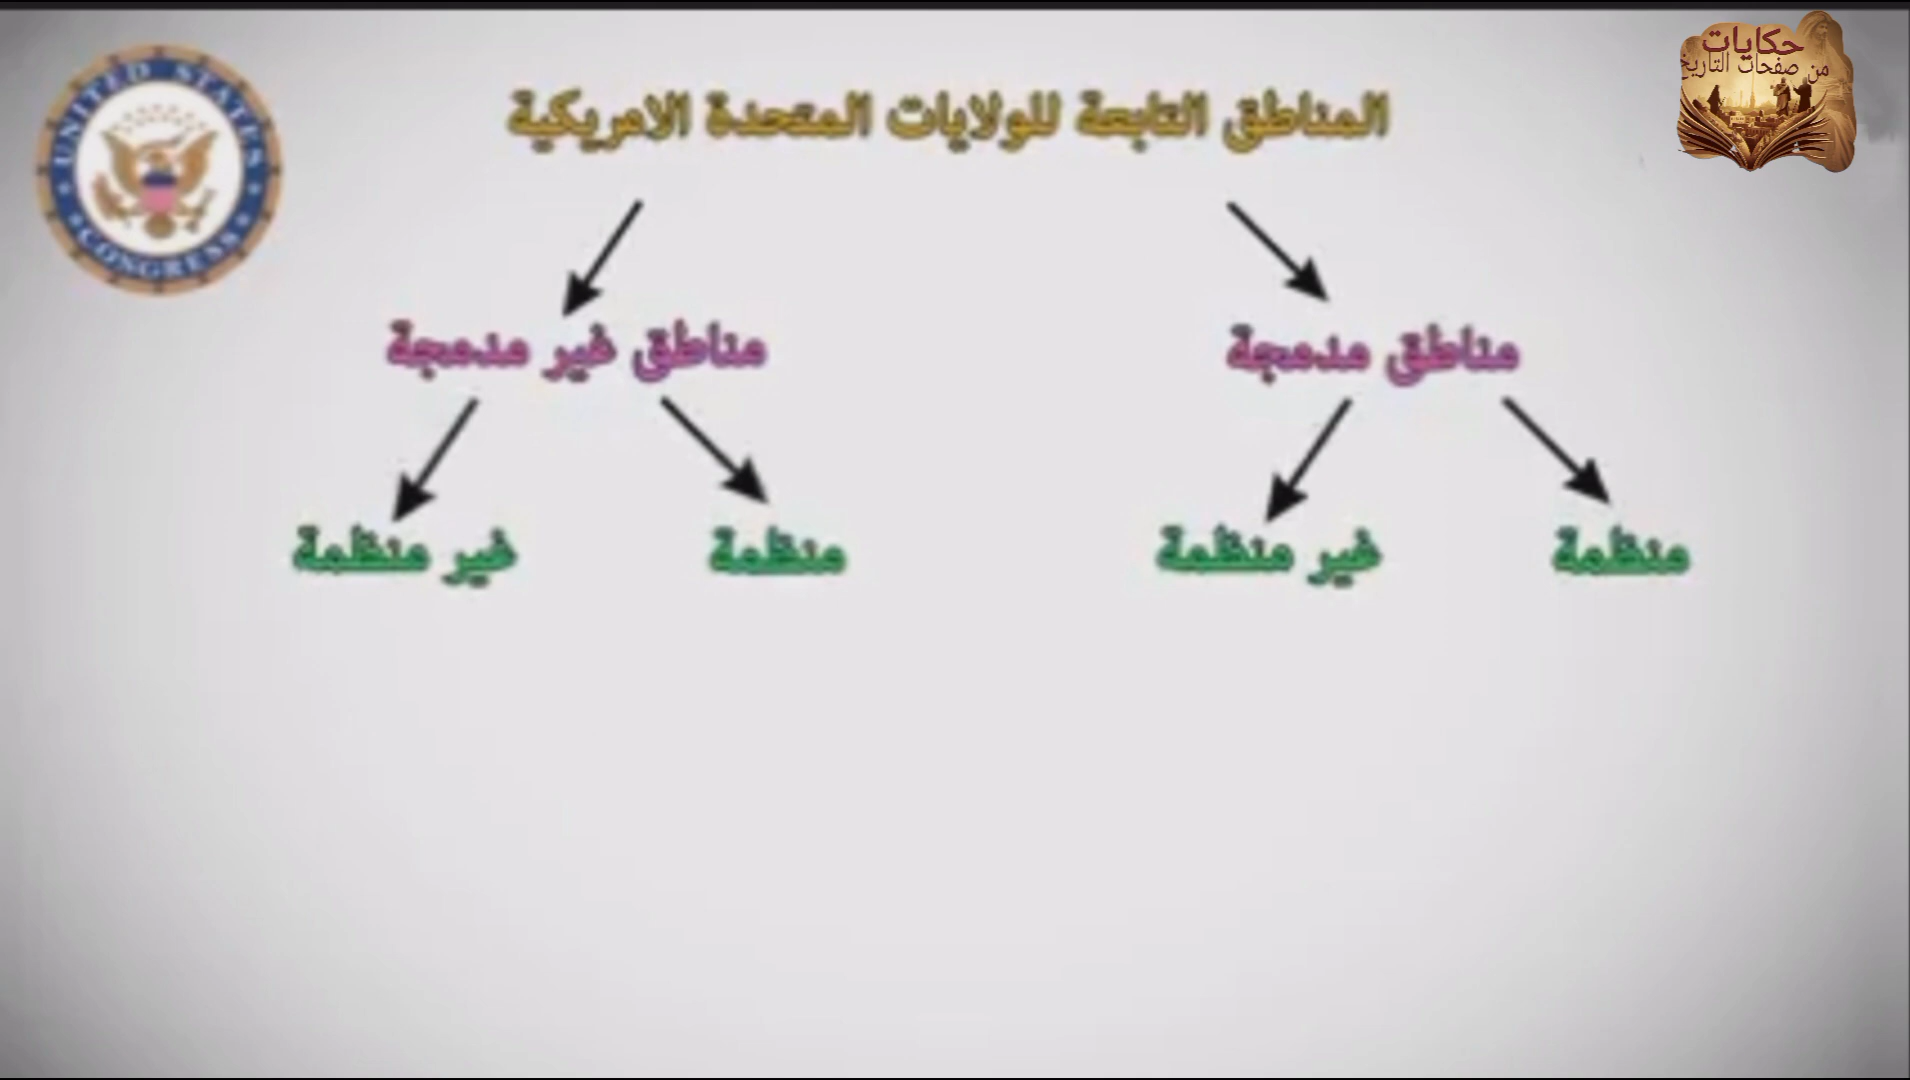 حكايات
من صفحات التاريخ
UNITED STATES
CONGRESS
المناطق التابعة للولايات المتحدة الامريكية
مناطق مدمجة
مناطق غير مدمجة
منظمة
غير منظمة
منظمة
غير منظمة